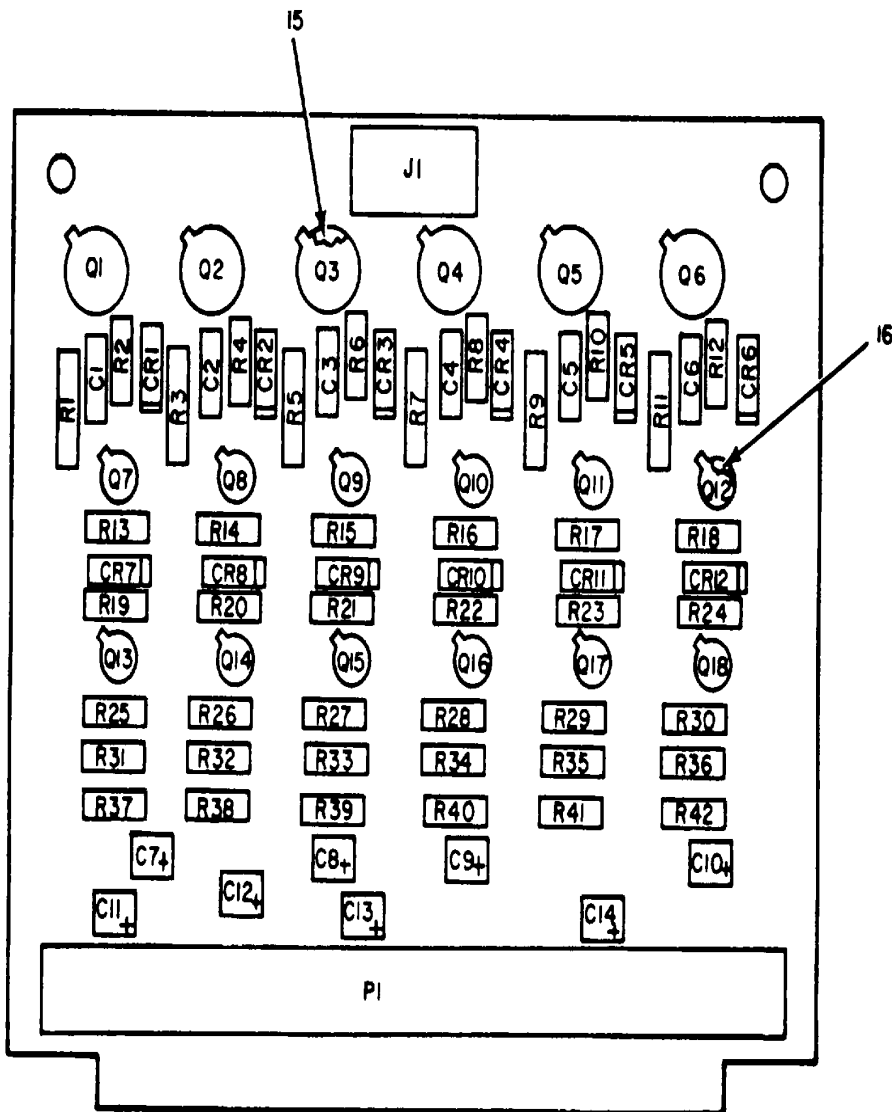 15
J1
Q1 Q2 Q3 Q4 Q5 Q6
16
R1 C1 R2 CR1 R3 C2 R4 CR2 R5 C3 R6 CR3 R7 C4 R8 CR4 R9 C5 R10 CR5 R11 C6 R12 CR6
Q7 Q8 Q9 Q10 Q11 Q12
R13 R14 R15 R16 R17 R18
CR7 CR8 CR9 CR10 CR11 CR12
R19 R20 R21 R22 R23 R24
Q13 Q14 Q15 Q16 Q17 Q18
R25 R26 R27 R28 R29 R30
R31 R32 R33 R34 R35 R36
R37 R38 R39 R40 R41 R42
C7+ C8+ C9+ C10+
C11+ C12+ C13+ C14+
P1